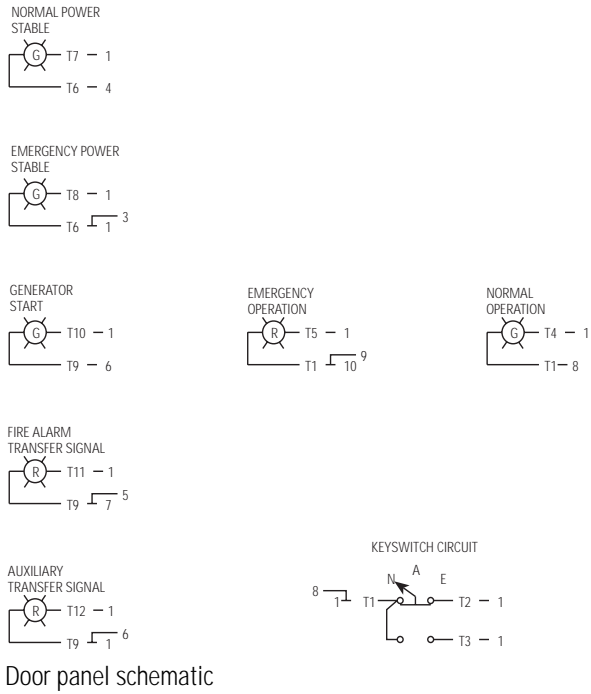 NORMAL POWER
STABLE
G T7 - 1
T6 - 4
EMERGENCY POWER
STABLE
G T8 - 1
3
T6 1
GENERATOR
START
G T10 - 1
T9 - 6
EMERGENCY
OPERATION
R T5 - 1
9
T1 10
NORMAL
OPERATION
G T4 - 1
T1 - 8
FIRE ALARM
TRANSFER SIGNAL
R T11 - 1
5
T9 7
AUXILIARY
TRANSFER SIGNAL
R T12 - 1
6
T9 1
KEYSWITCH CIRCUIT
N A E
8
1 T1 T2 - 1
T3 - 1
Door panel schematic